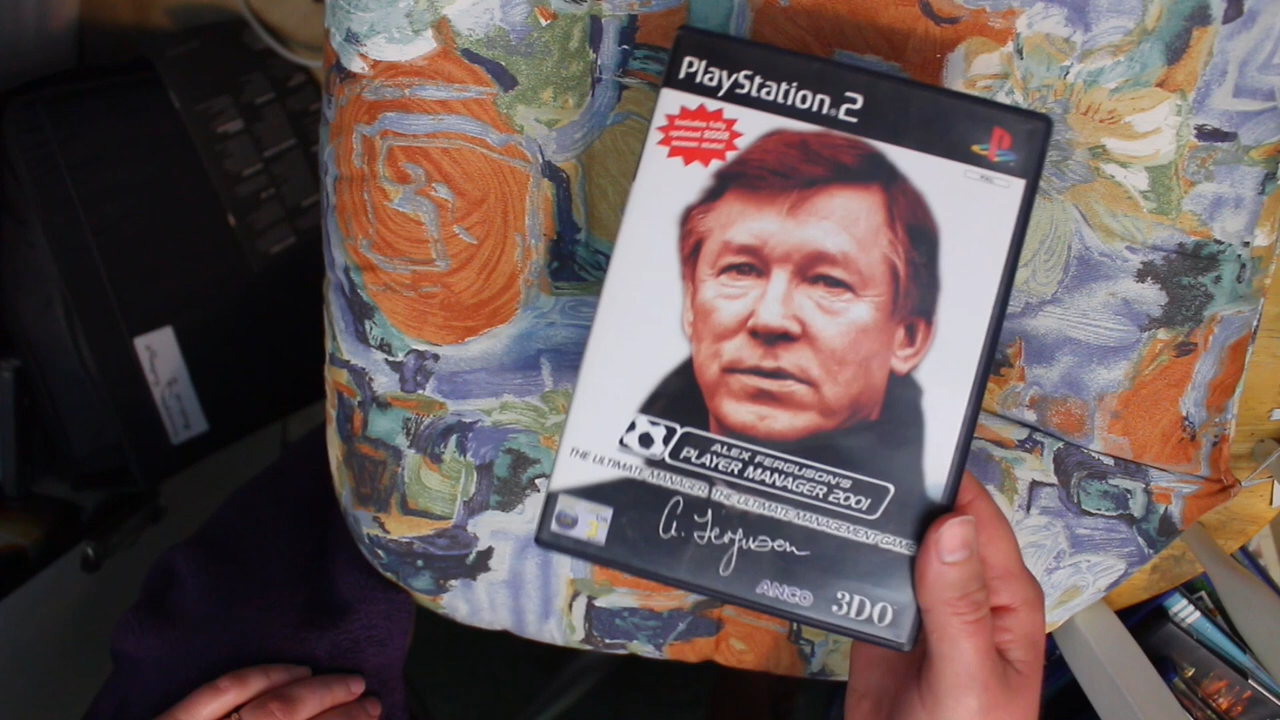 PlayStation®2
Includes fully
updated 2002
season stats!
PAL
ALEX FERGUSON'S
PLAYER MANAGER 2001
THE ULTIMATE MANAGER THE ULTIMATE MANAGEMENT GAME
A. Ferguson
ANCO
3DO